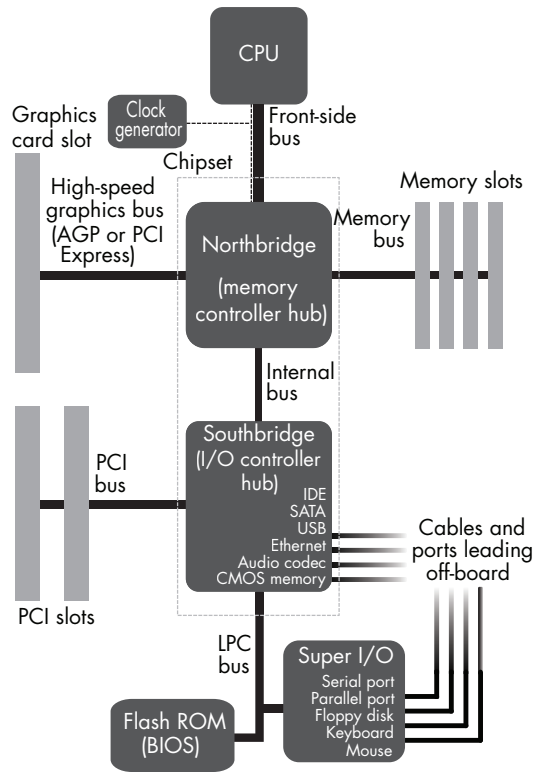 CPU
Clock
generator
Graphics
card slot
Front-side
bus
Chipset
High-speed
graphics bus
(AGP or PCI
Express)
Memory slots
Memory
bus
Northbridge
(memory
controller hub)
Internal
bus
Southbridge
(I/O controller
hub)
PCI
bus
IDE
SATA
USB
Ethernet
Audio codec
CMOS memory
Cables and
ports leading
off-board
PCI slots
LPC
bus
Super I/O
Serial port
Parallel port
Floppy disk
Keyboard
Mouse
Flash ROM
(BIOS)